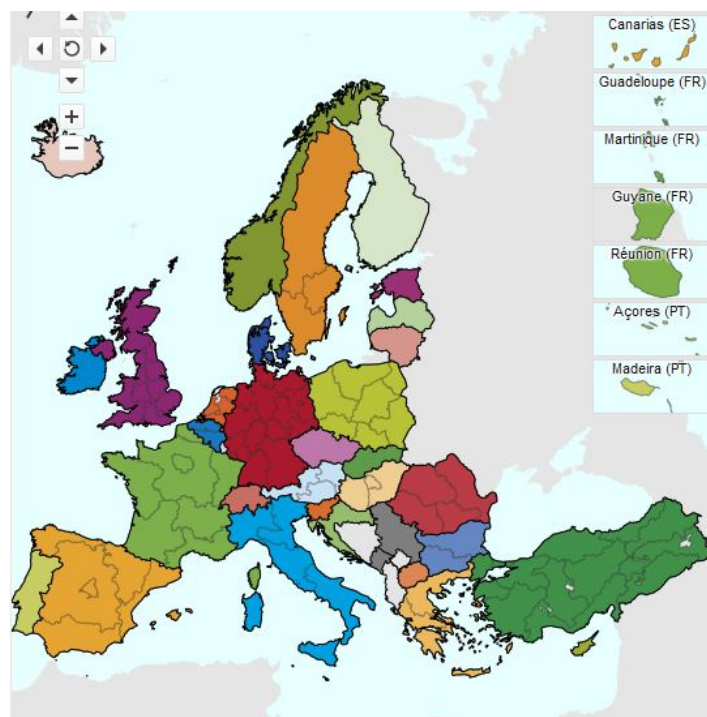 Canarias (ES)
Guadeloupe (FR)
Martinique (FR)
Guyane (FR)
Réunion (FR)
Açores (PT)
Madeira (PT)